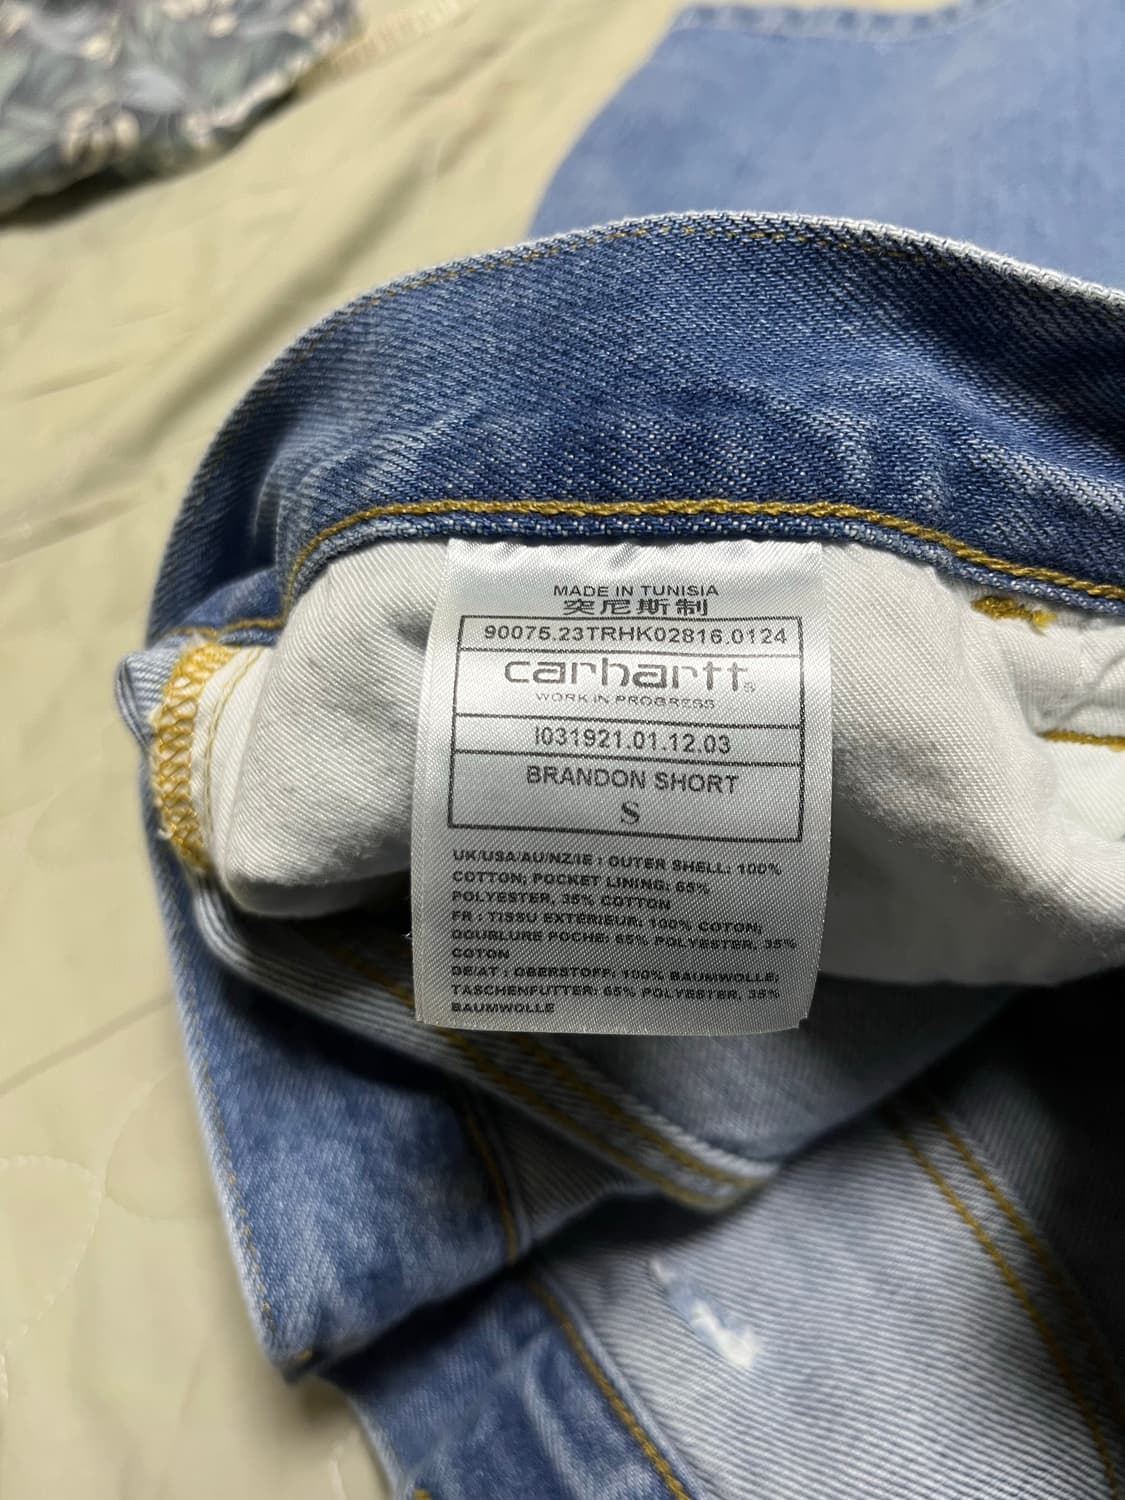 MADE IN TUNISIA
突尼斯制
90075.23TRHK02816.0124
carhartt®
WORK IN PROGRESS
I031921.01.12.03
BRANDON SHORT
S
UK/USA/AU/NZ/IE : OUTER SHELL: 100%
COTTON; POCKET LINING: 65%
POLYESTER, 35% COTTON
FR : TISSU EXTÉRIEUR: 100% COTON;
DOUBLURE POCHE: 65% POLYESTER, 35%
COTON
DE/AT : OBERSTOFF: 100% BAUMWOLLE;
TASCHENFUTTER: 65% POLYESTER, 35%
BAUMWOLLE